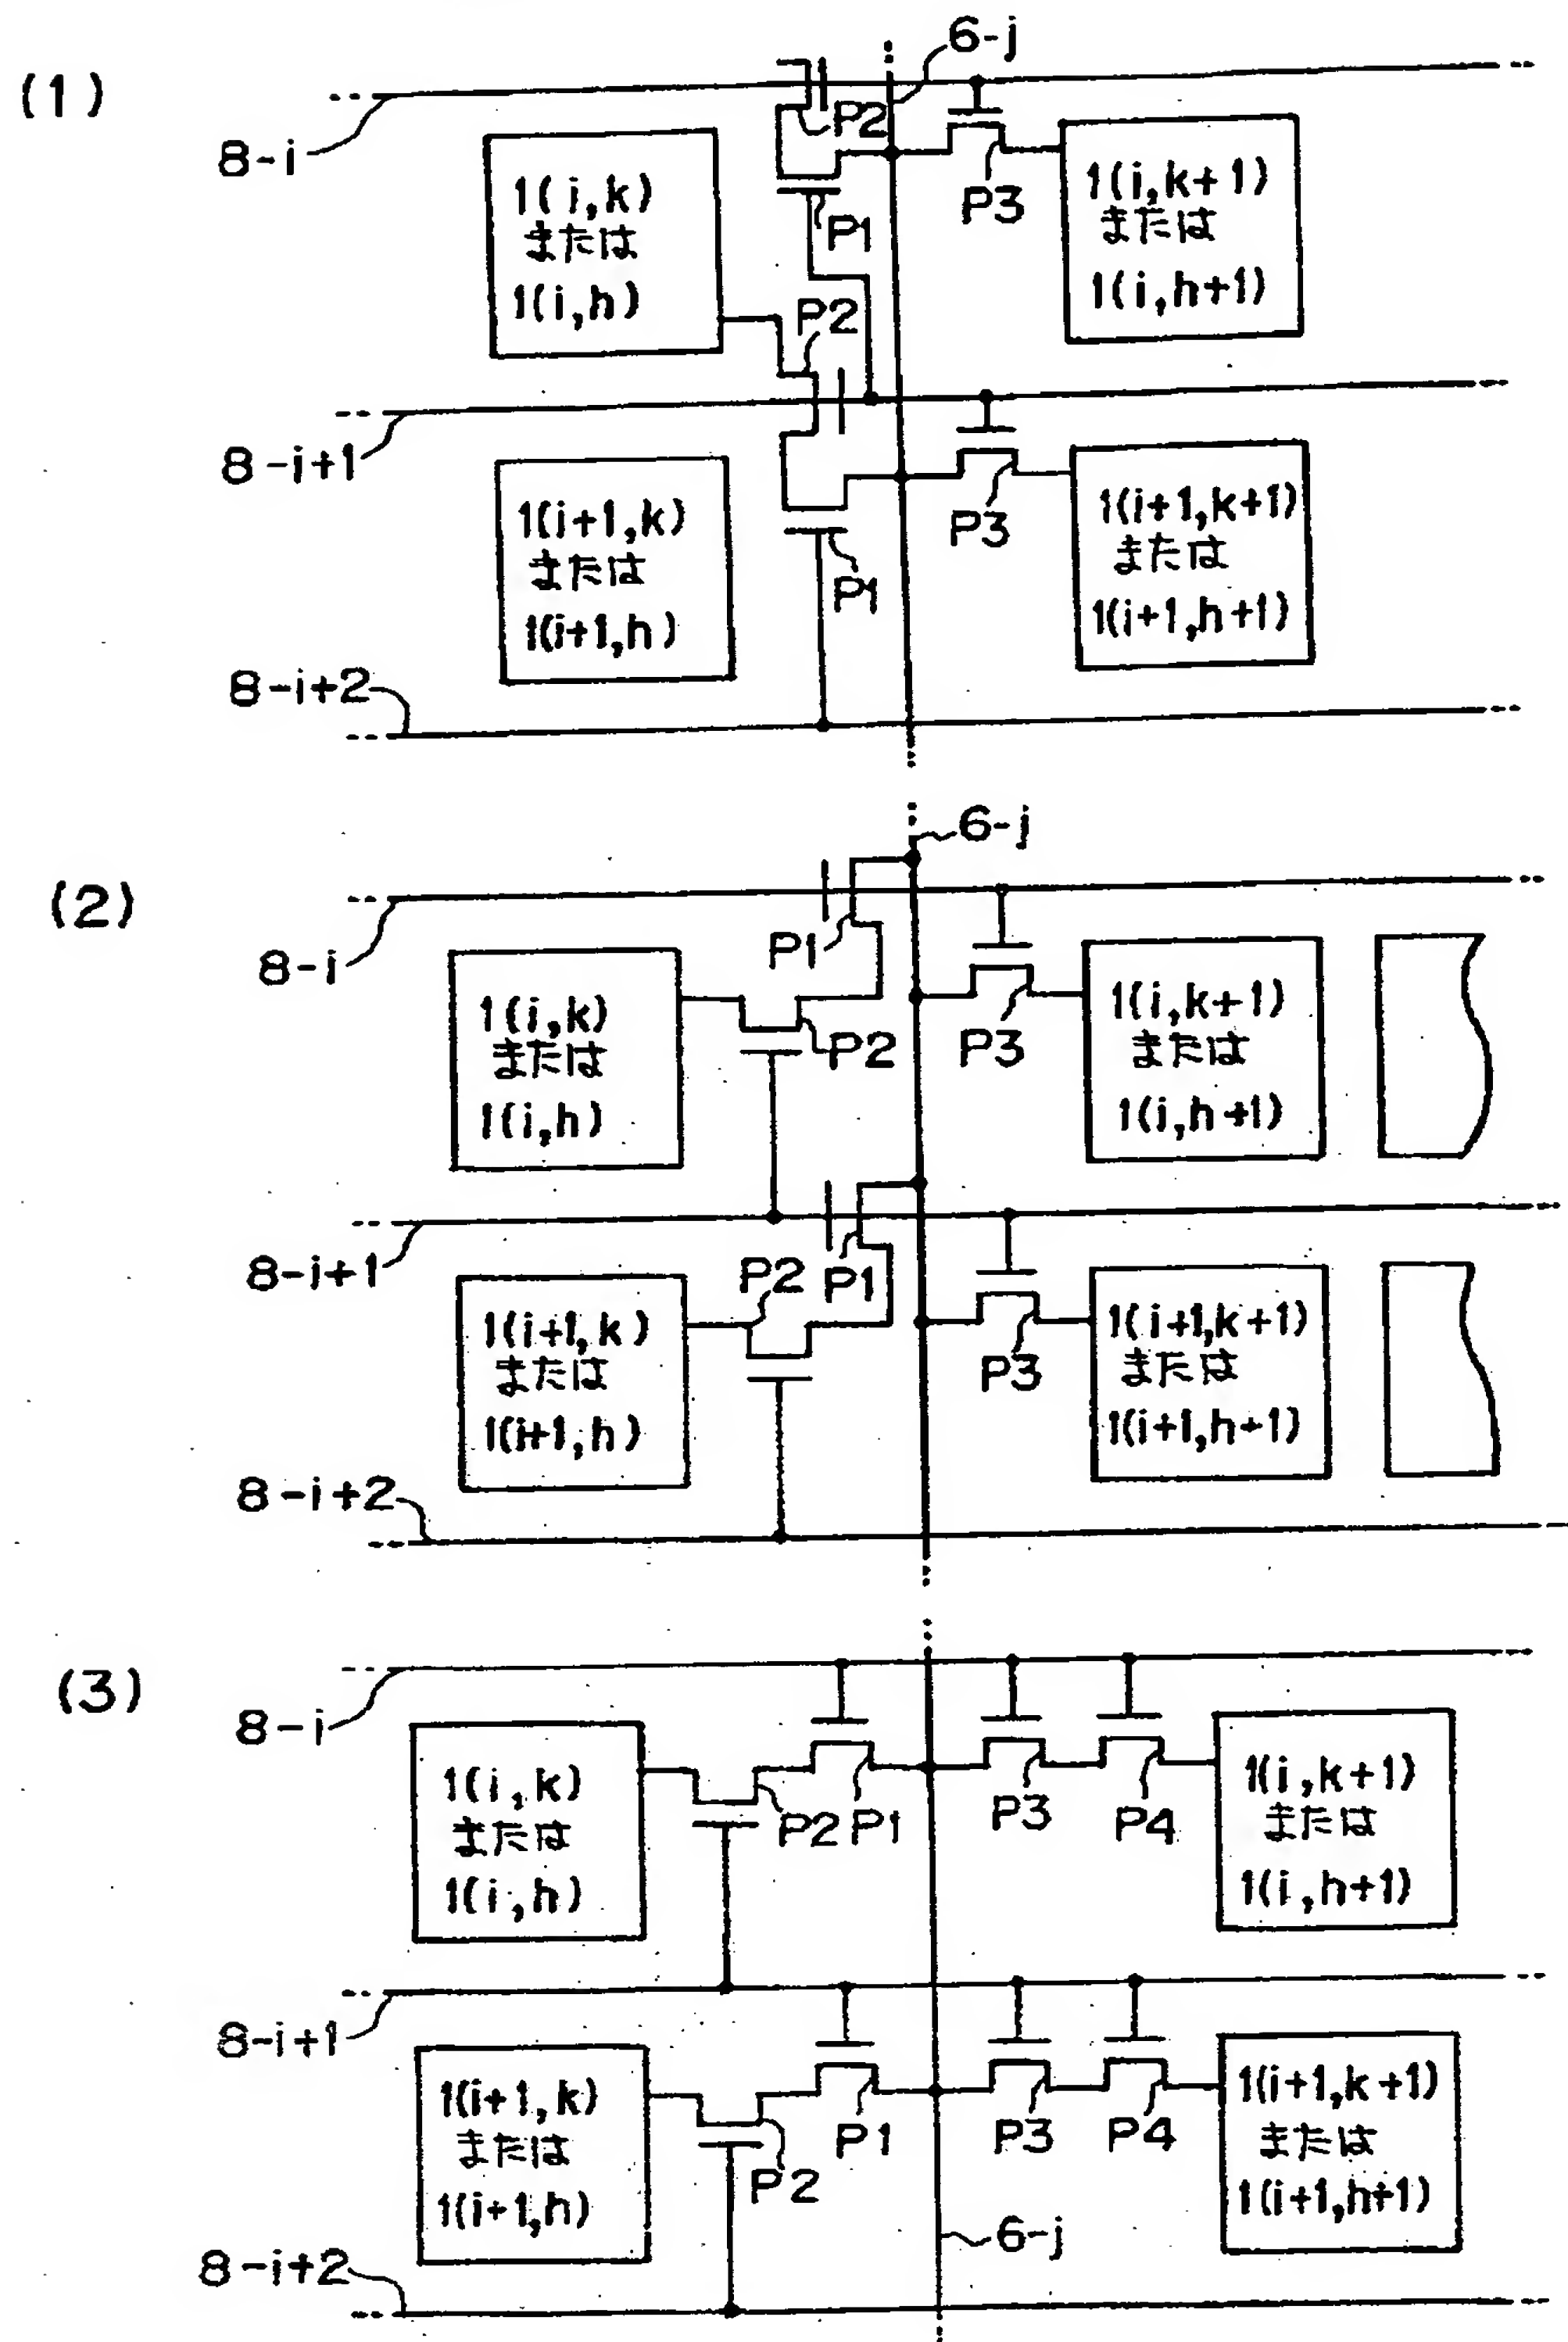 (1)
6-j
8-i
P2
P1
P3
1(i,k)
または
1(i,h)
1(i,k+1)
または
1(i,h+1)
P2
8-i+1
P3
P1
1(i+1,k)
または
1(i+1,h)
1(i+1,k+1)
または
1(i+1,h+1)
8-i+2
(2)
6-j
8-i
P1
P2
P3
1(i,k)
または
1(i,h)
1(i,k+1)
または
1(i,h+1)
8-i+1
P2
P1
P3
1(i+1,k)
または
1(i+1,h)
1(i+1,k+1)
または
1(i+1,h+1)
8-i+2
(3)
8-i
1(i,k)
または
1(i,h)
P2
P1
P3
P4
1(i,k+1)
または
1(i,h+1)
8-i+1
1(i+1,k)
または
1(i+1,h)
P2
P1
P3
P4
1(i+1,k+1)
または
1(i+1,h+1)
6-j
8-i+2